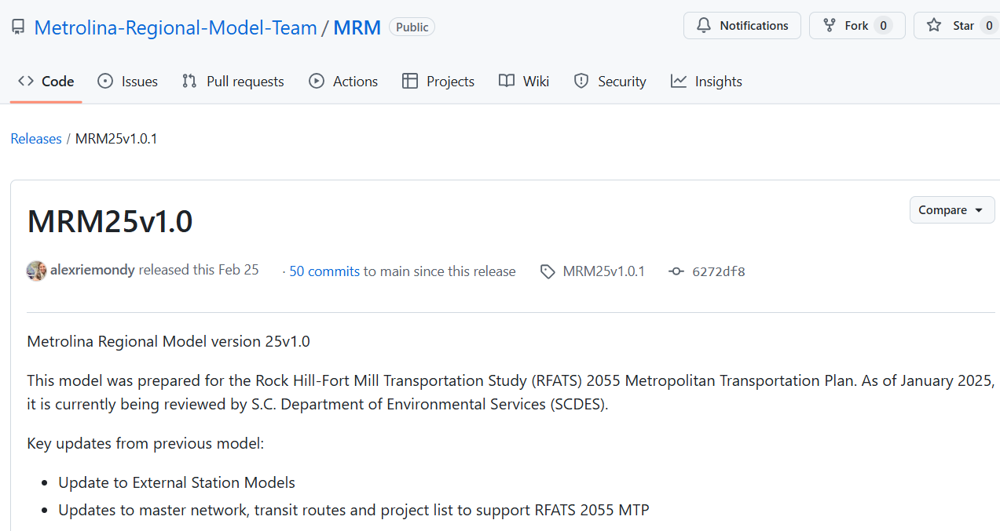 Metrolina-Regional-Model-Team / MRM Public Notifications Fork 0 Star 0
Code Issues Pull requests Actions Projects Wiki Security Insights
Releases / MRM25v1.0.1
MRM25v1.0 Compare
alexriemondy released this Feb 25 · 50 commits to main since this release MRM25v1.0.1 6272df8
Metrolina Regional Model version 25v1.0
This model was prepared for the Rock Hill-Fort Mill Transportation Study (RFATS) 2055 Metropolitan Transportation Plan. As of January 2025,
it is currently being reviewed by S.C. Department of Environmental Services (SCDES).
Key updates from previous model:
• Update to External Station Models
• Updates to master network, transit routes and project list to support RFATS 2055 MTP